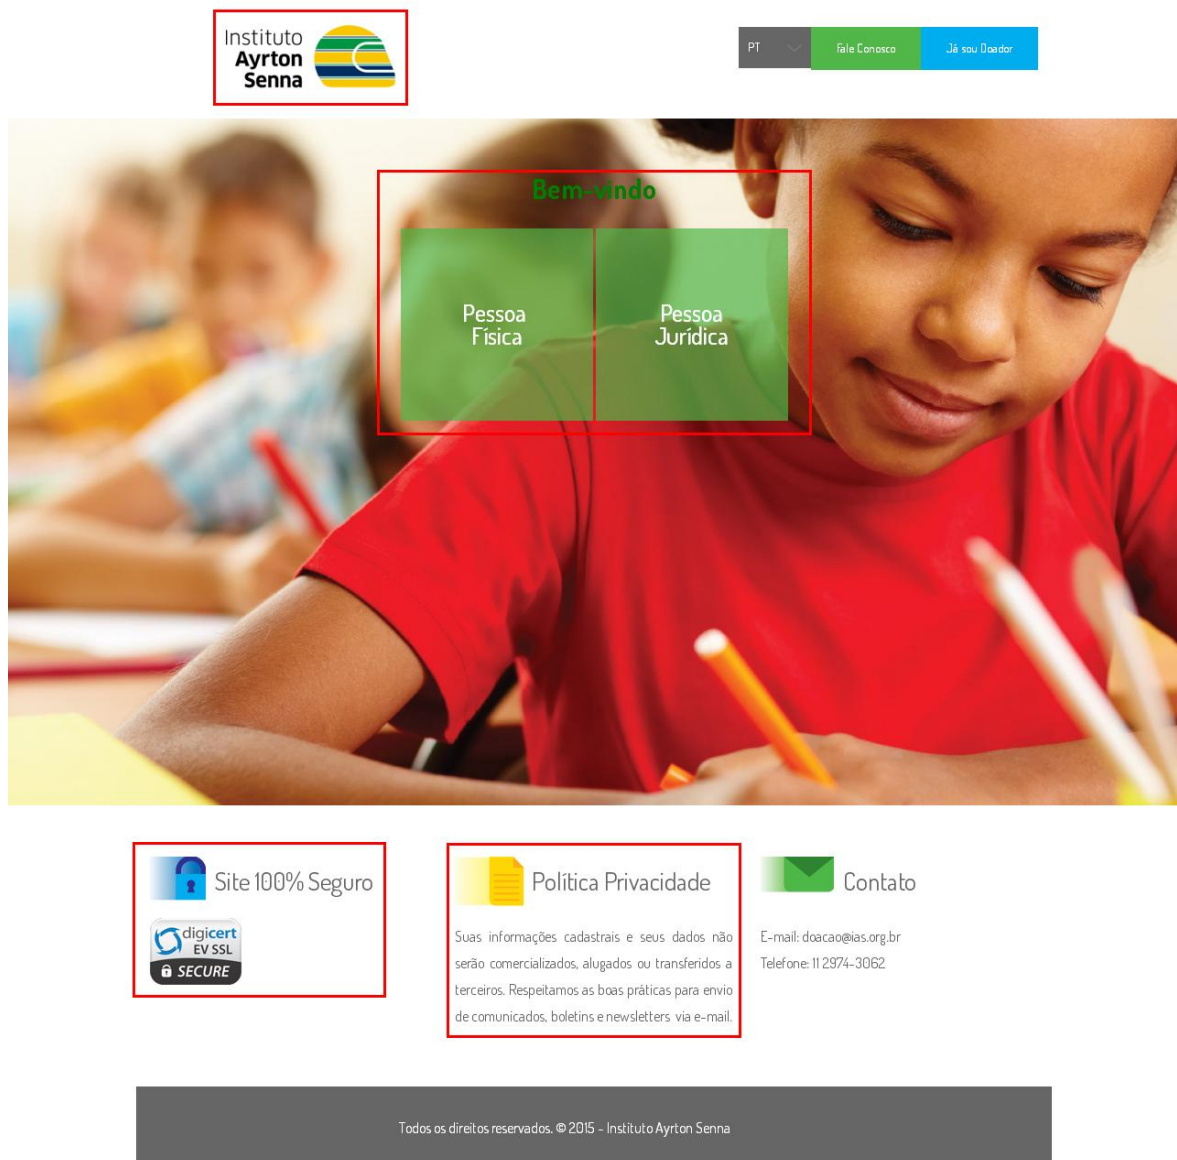 Instituto
Ayrton
Senna
PT
Fale Conosco
Já sou Doador
Bem-vindo
Pessoa
Física
Pessoa
Jurídica
Site 100% Seguro
digicert
EV SSL
SECURE
Política Privacidade
Suas informações cadastrais e seus dados não
serão comercializados, alugados ou transferidos a
terceiros. Respeitamos as boas práticas para envio
de comunicados, boletins e newsletters via e-mail.
Contato
E-mail: doacao@ias.org.br
Telefone: 11 2974-3062
Todos os direitos reservados. © 2015 - Instituto Ayrton Senna